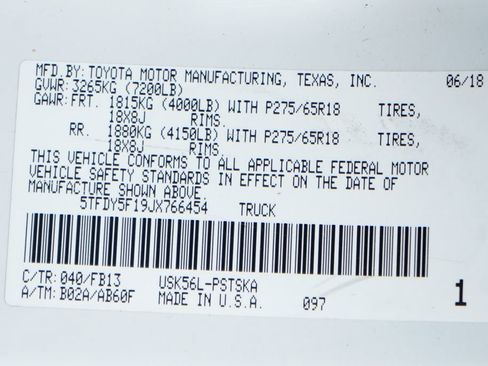 MFD.BY:TOYOTA MOTOR MANUFACTURING, TEXAS, INC. 06/18
GVWR:3265KG (7200LB)
GAWR:FRT. 1815KG (4000LB) WITH P275/65R18 TIRES,
18X8J RIMS.
RR. 1880KG (4150LB) WITH P275/65R18 TIRES,
18X8J RIMS.
THIS VEHICLE CONFORMS TO ALL APPLICABLE FEDERAL MOTOR
VEHICLE SAFETY STANDARDS IN EFFECT ON THE DATE OF
MANUFACTURE SHOWN ABOVE.
5TFDY5F19JX766454 TRUCK
C/TR:040/FB13 USK56L-PSTSKA
A/TM:B02A/AB60F MADE IN U.S.A. 097 1